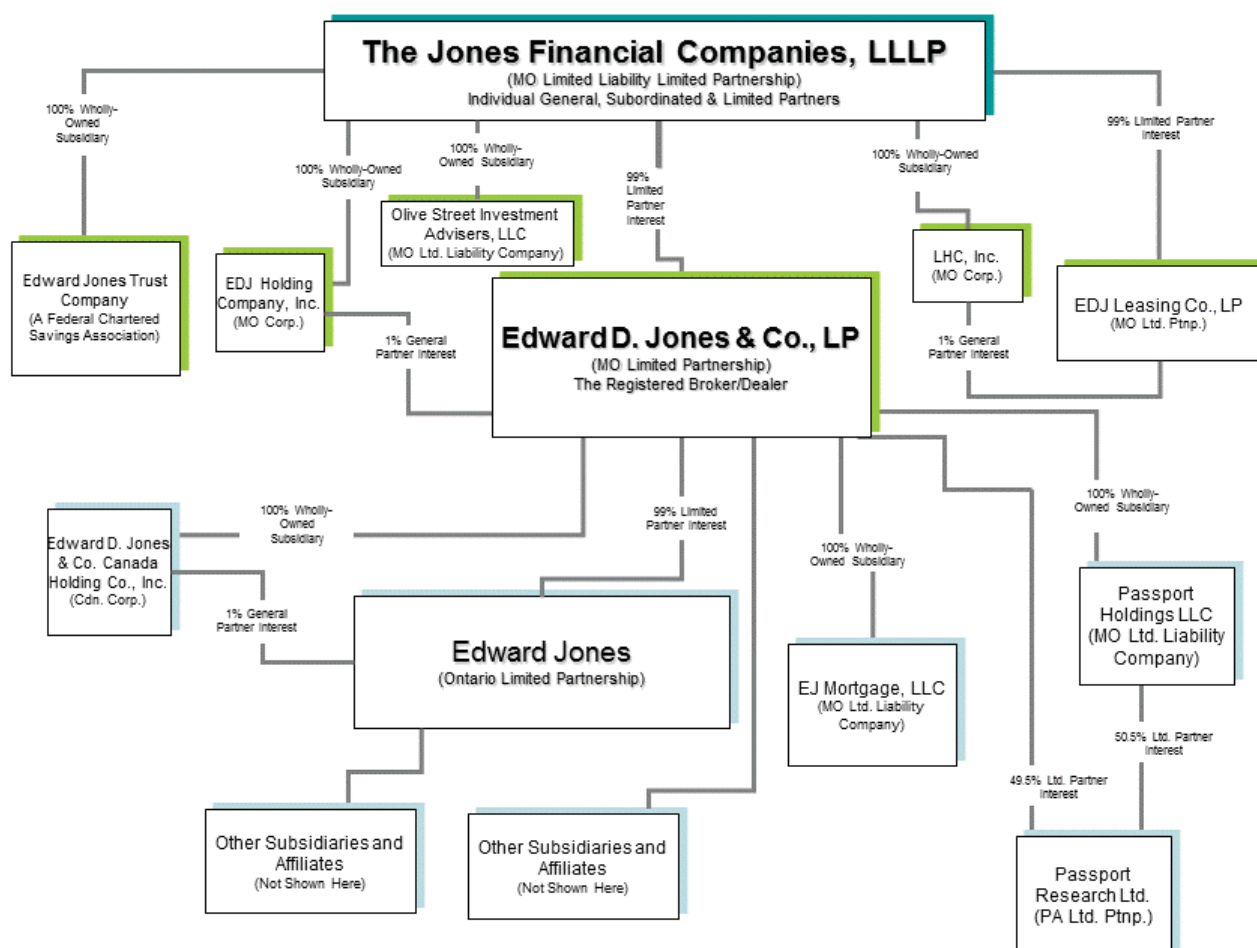 The Jones Financial Companies, LLLP
(MO Limited Liability Limited Partnership)
Individual General, Subordinated & Limited Partners
100% Wholly-
Owned
Subsidiary
100% Wholly-Owned
Subsidiary
100% Wholly-
Owned Subsidiary
99%
Limited
Partner
Interest
100% Wholly-
Owned Subsidiary
99% Limited Partner
Interest
Edward Jones Trust
Company
(A Federal Chartered
Savings Association)
EDJ Holding
Company, Inc.
(MO Corp.)
Olive Street Investment
Advisers, LLC
(MO Ltd. Liability Company)
LHC, Inc.
(MO Corp.)
EDJ Leasing Co., LP
(MO Ltd. Ptnp.)
1% General
Partner Interest
Edward D. Jones & Co., LP
(MO Limited Partnership)
The Registered Broker/Dealer
1% General
Partner Interest
100% Wholly-
Owned
Subsidiary
99% Limited
Partner Interest
100% Wholly-
Owned Subsidiary
100% Wholly-
Owned Subsidiary
Edward D. Jones
& Co. Canada
Holding Co., Inc.
(Cdn. Corp.)
1% General
Partner Interest
Edward Jones
(Ontario Limited Partnership)
EJ Mortgage, LLC
(MO Ltd. Liability
Company)
Passport
Holdings LLC
(MO Ltd. Liability
Company)
50.5% Ltd. Partner
Interest
49.5% Ltd. Partner
Interest
Other Subsidiaries and
Affiliates
(Not Shown Here)
Other Subsidiaries and
Affiliates
(Not Shown Here)
Passport
Research Ltd.
(PA Ltd. Ptnp.)